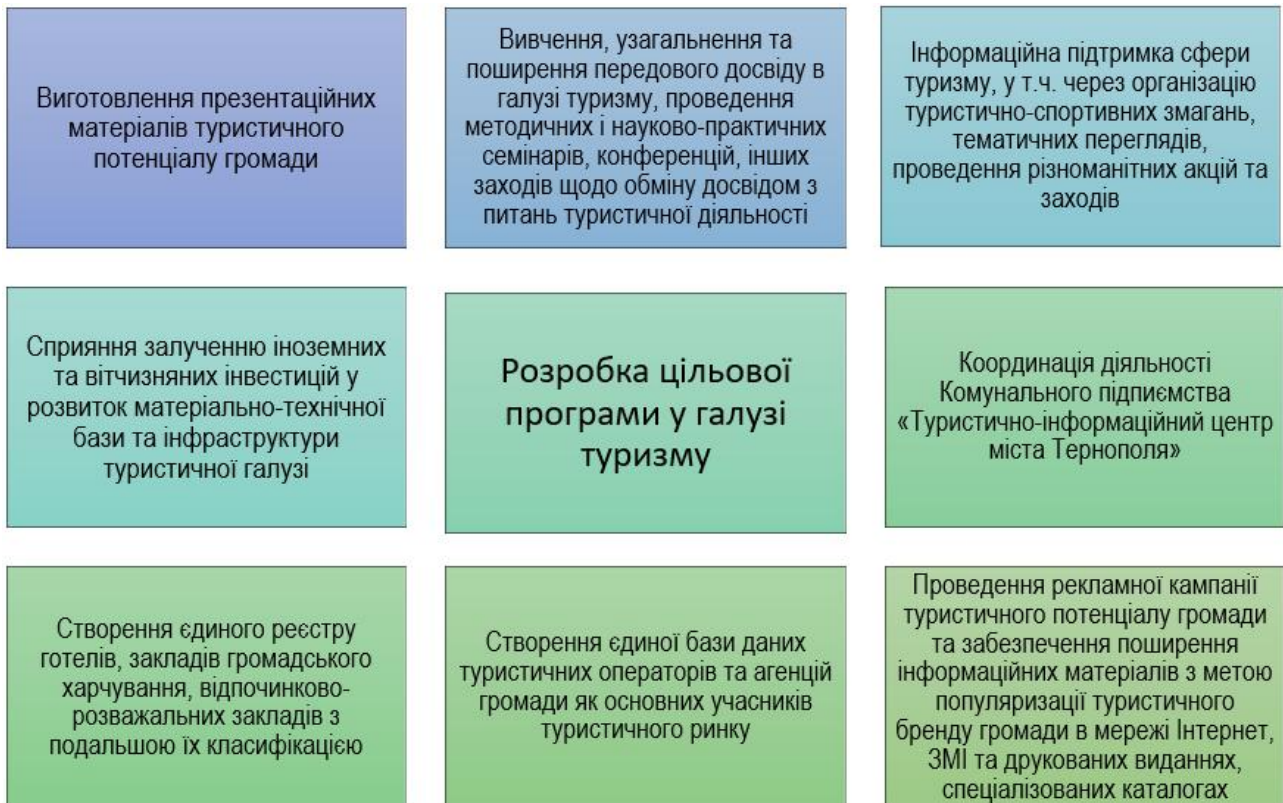 Виготовлення презентаційних
матеріалів туристичного
потенціалу громади
Вивчення, узагальнення та
поширення передового досвіду в
галузі туризму, проведення
методичних і науково-практичних
семінарів, конференцій, інших
заходів щодо обміну досвідом з
питань туристичної діяльності
Інформаційна підтримка сфери
туризму, у т.ч. через організацію
туристично-спортивних змагань,
тематичних переглядів,
проведення різноманітних акцій та
заходів
Сприяння залученню іноземних
та вітчизняних інвестицій у
розвиток матеріально-технічної
бази та інфраструктури
туристичної галузі
Розробка цільової
програми у галузі
туризму
Координація діяльності
Комунального підпиємства
«Туристично-інформаційний центр
міста Тернополя»
Створення єдиного реєстру
готелів, закладів громадського
харчування, відпочинково-
розважальних закладів з
подальшою їх класифікацією
Створення єдиної бази даних
туристичних операторів та агенцій
громади як основних учасників
туристичного ринку
Проведення рекламної кампанії
туристичного потенціалу громади
та забезпечення поширення
інформаційних матеріалів з метою
популяризації туристичного
бренду громади в мережі Інтернет,
ЗМІ та друкованих виданнях,
спеціалізованих каталогах